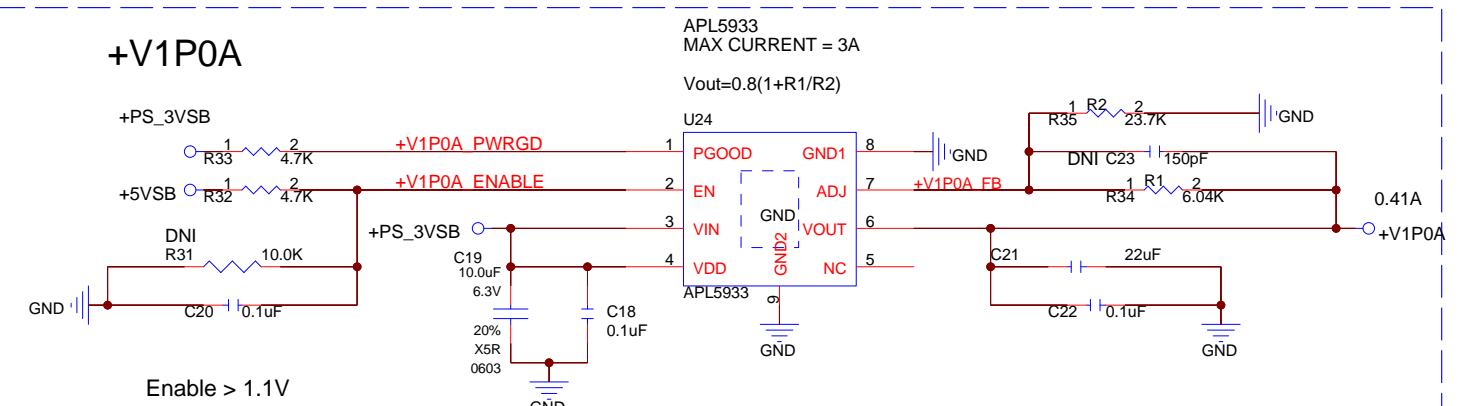 APL5933
MAX CURRENT = 3A
+V1P0A
Vout=0.8(1+R1/R2)
+PS_3VSB
U24
1 R2 2
R35 23.7K
GND
1 2
R33 4.7K
+V1P0A_PWRGD
1 PGOOD GND1 8
GND
DNI C23 150pF
+5VSB 1 2
R32 4.7K
+V1P0A_ENABLE
2 EN ADJ 7
+V1P0A_FB
1 R1 2
R34 6.04K
0.41A
GND
+PS_3VSB
3 VIN VOUT 6
+V1P0A
DNI
R31 10.0K
C19
10.0uF
6.3V
4 VDD GND2 NC 5
C21 22uF
APL5933
9
GND C20 0.1uF
C18
0.1uF
C22 0.1uF
20%
X5R
0603
GND
GND
Enable > 1.1V
GND